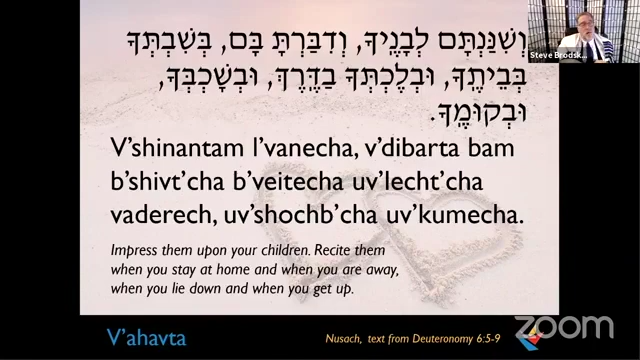 וְשִׁנַּנְתָּם לְבָנֶיךָ, וְדִבַּרְתָּ בָּם, בְּשִׁבְתְּךָ
בְּבֵיתֶךָ, וּבְלֶכְתְּךָ בַדֶּרֶךְ, וּבְשָׁכְבְּךָ,
וּבְקוּמֶךָ.
V'shinantam l'vanecha, v'dibarta bam
b'shivt'cha b'veitecha uv'lecht'cha
vaderech, uv'shochb'cha uv'kumecha.
Impress them upon your children. Recite them
when you stay at home and when you are away,
when you lie down and when you get up.
V'ahavta
Nusach, text from Deuteronomy 6:5-9
Steve Brodsk...
zoom